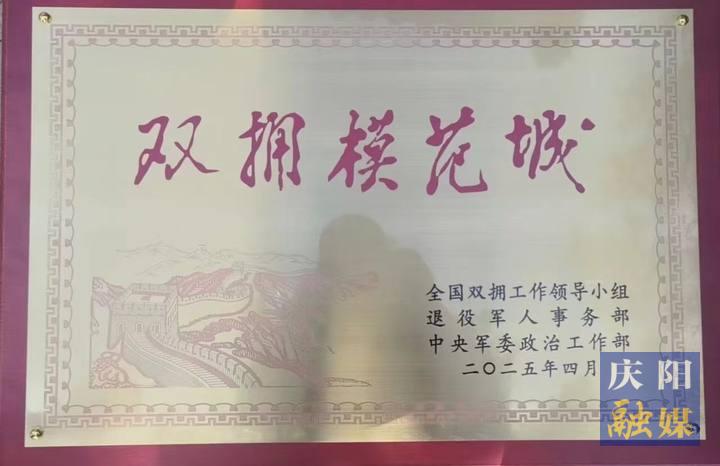 双拥模范城
全国双拥工作领导小组
退役军人事务部
中央军委政治工作部
二〇二五年四月
庆阳
融媒